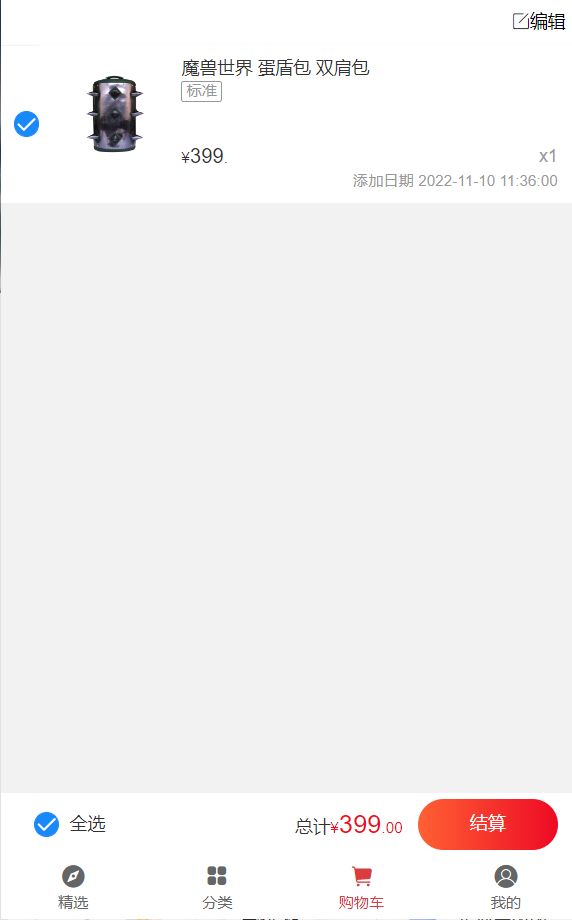 编辑
魔兽世界 蛋盾包 双肩包
标准
¥399.
x1
添加日期 2022-11-10 11:36:00
全选
总计¥399.00
结算
精选
分类
购物车
我的